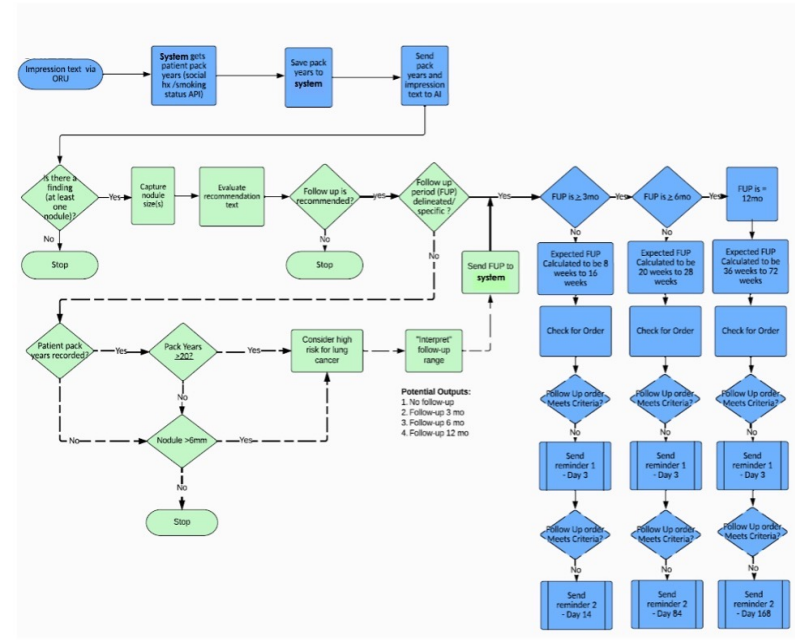 Impression text via
ORU
System gets
patient pack
years (social
hx /smoking
status API)
Save pack
years to
system
Send
pack
years and
impression
text to AI
Is there a
finding
(at least
one
nodule)?
Yes
No
Stop
Capture
nodule
size(s)
Evaluate
recommendation
text
Follow up is
recommended?
yes
No
Stop
Follow up
period (FUP)
delineated/
specific ?
Yes
No
Send FUP to
system
FUP is ≥ 3mo
Yes
No
FUP is ≥ 6mo
Yes
No
FUP is =
12mo
Expected FUP
Calculated to be 8
weeks to 16
weeks
Expected FUP
Calculated to be
20 weeks to 28
weeks
Expected FUP
Calculated to be
36 weeks to 72
weeks
Check for Order
Check for Order
Check for Order
Follow Up order
Meets Criteria?
Follow Up order
Meets Criteria?
Follow Up order
Meets Criteria?
No
No
No
Send
reminder 1
- Day 3
Send
reminder 1
- Day 3
Send
reminder 1
- Day 3
Follow Up order
Meets Criteria?
Follow Up order
Meets Criteria?
Follow Up order
Meets Criteria?
No
No
No
Send
reminder 2
- Day 14
Send
reminder 2
- Day 84
Send
reminder 2
- Day 168
Patient pack
years recorded?
Yes
No
Pack Years
≥20?
Yes
No
Consider high
risk for lung
cancer
"Interpret"
follow-up
range
Nodule >6mm
Yes
No
Stop
Potential Outputs:
1. No follow-up
2. Follow-up 3 mo
3. Follow-up 6 mo
4. Follow-up 12 mo